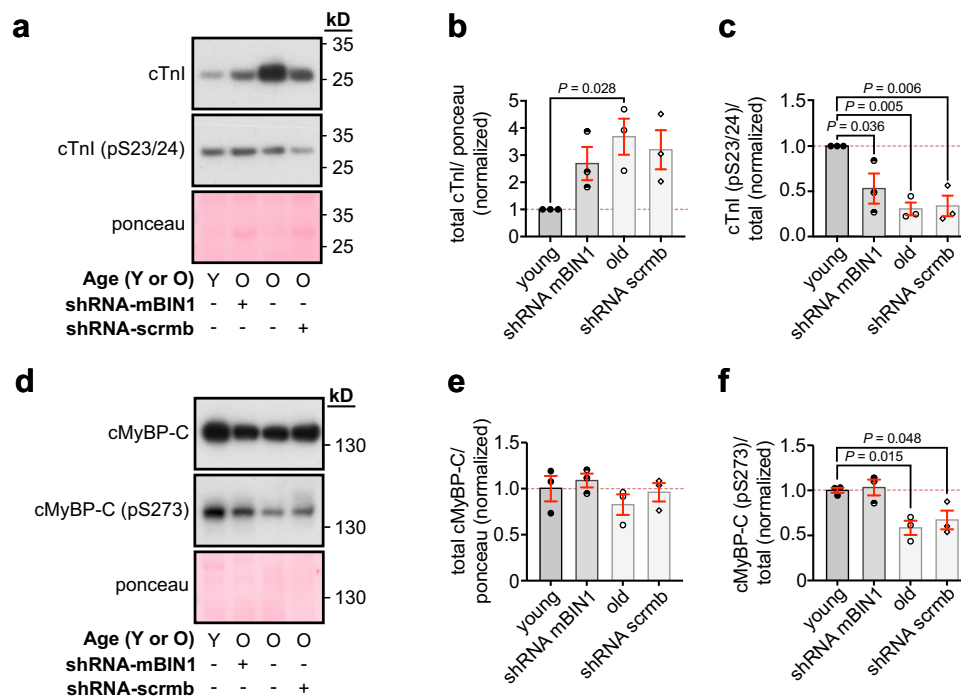 a
kD
cTnI
35
25
cTnI (pS23/24)
35
25
ponceau
35
25
Age (Y or O) Y O O O
shRNA-mBIN1 - + - -
shRNA-scrmb - - - +
b
total cTnI/ ponceau
(normalized)
5
4
3
2
1
0
P = 0.028
young
shRNA mBIN1
old
shRNA scrmb
c
cTnI (pS23/24)/
total (normalized)
1.5
1.0
0.5
0.0
P = 0.006
P = 0.005
P = 0.036
young
shRNA mBIN1
old
shRNA scrmb
d
kD
cMyBP-C
130
cMyBP-C (pS273)
130
ponceau
130
Age (Y or O) Y O O O
shRNA-mBIN1 - + - -
shRNA-scrmb - - - +
e
total cMyBP-C/
ponceau (normalized)
1.5
1.0
0.5
0
young
shRNA mBIN1
old
shRNA scrmb
f
cMyBP-C (pS273)/
total (normalized)
1.5
1.0
0.5
0
P = 0.048
P = 0.015
young
shRNA mBIN1
old
shRNA scrmb